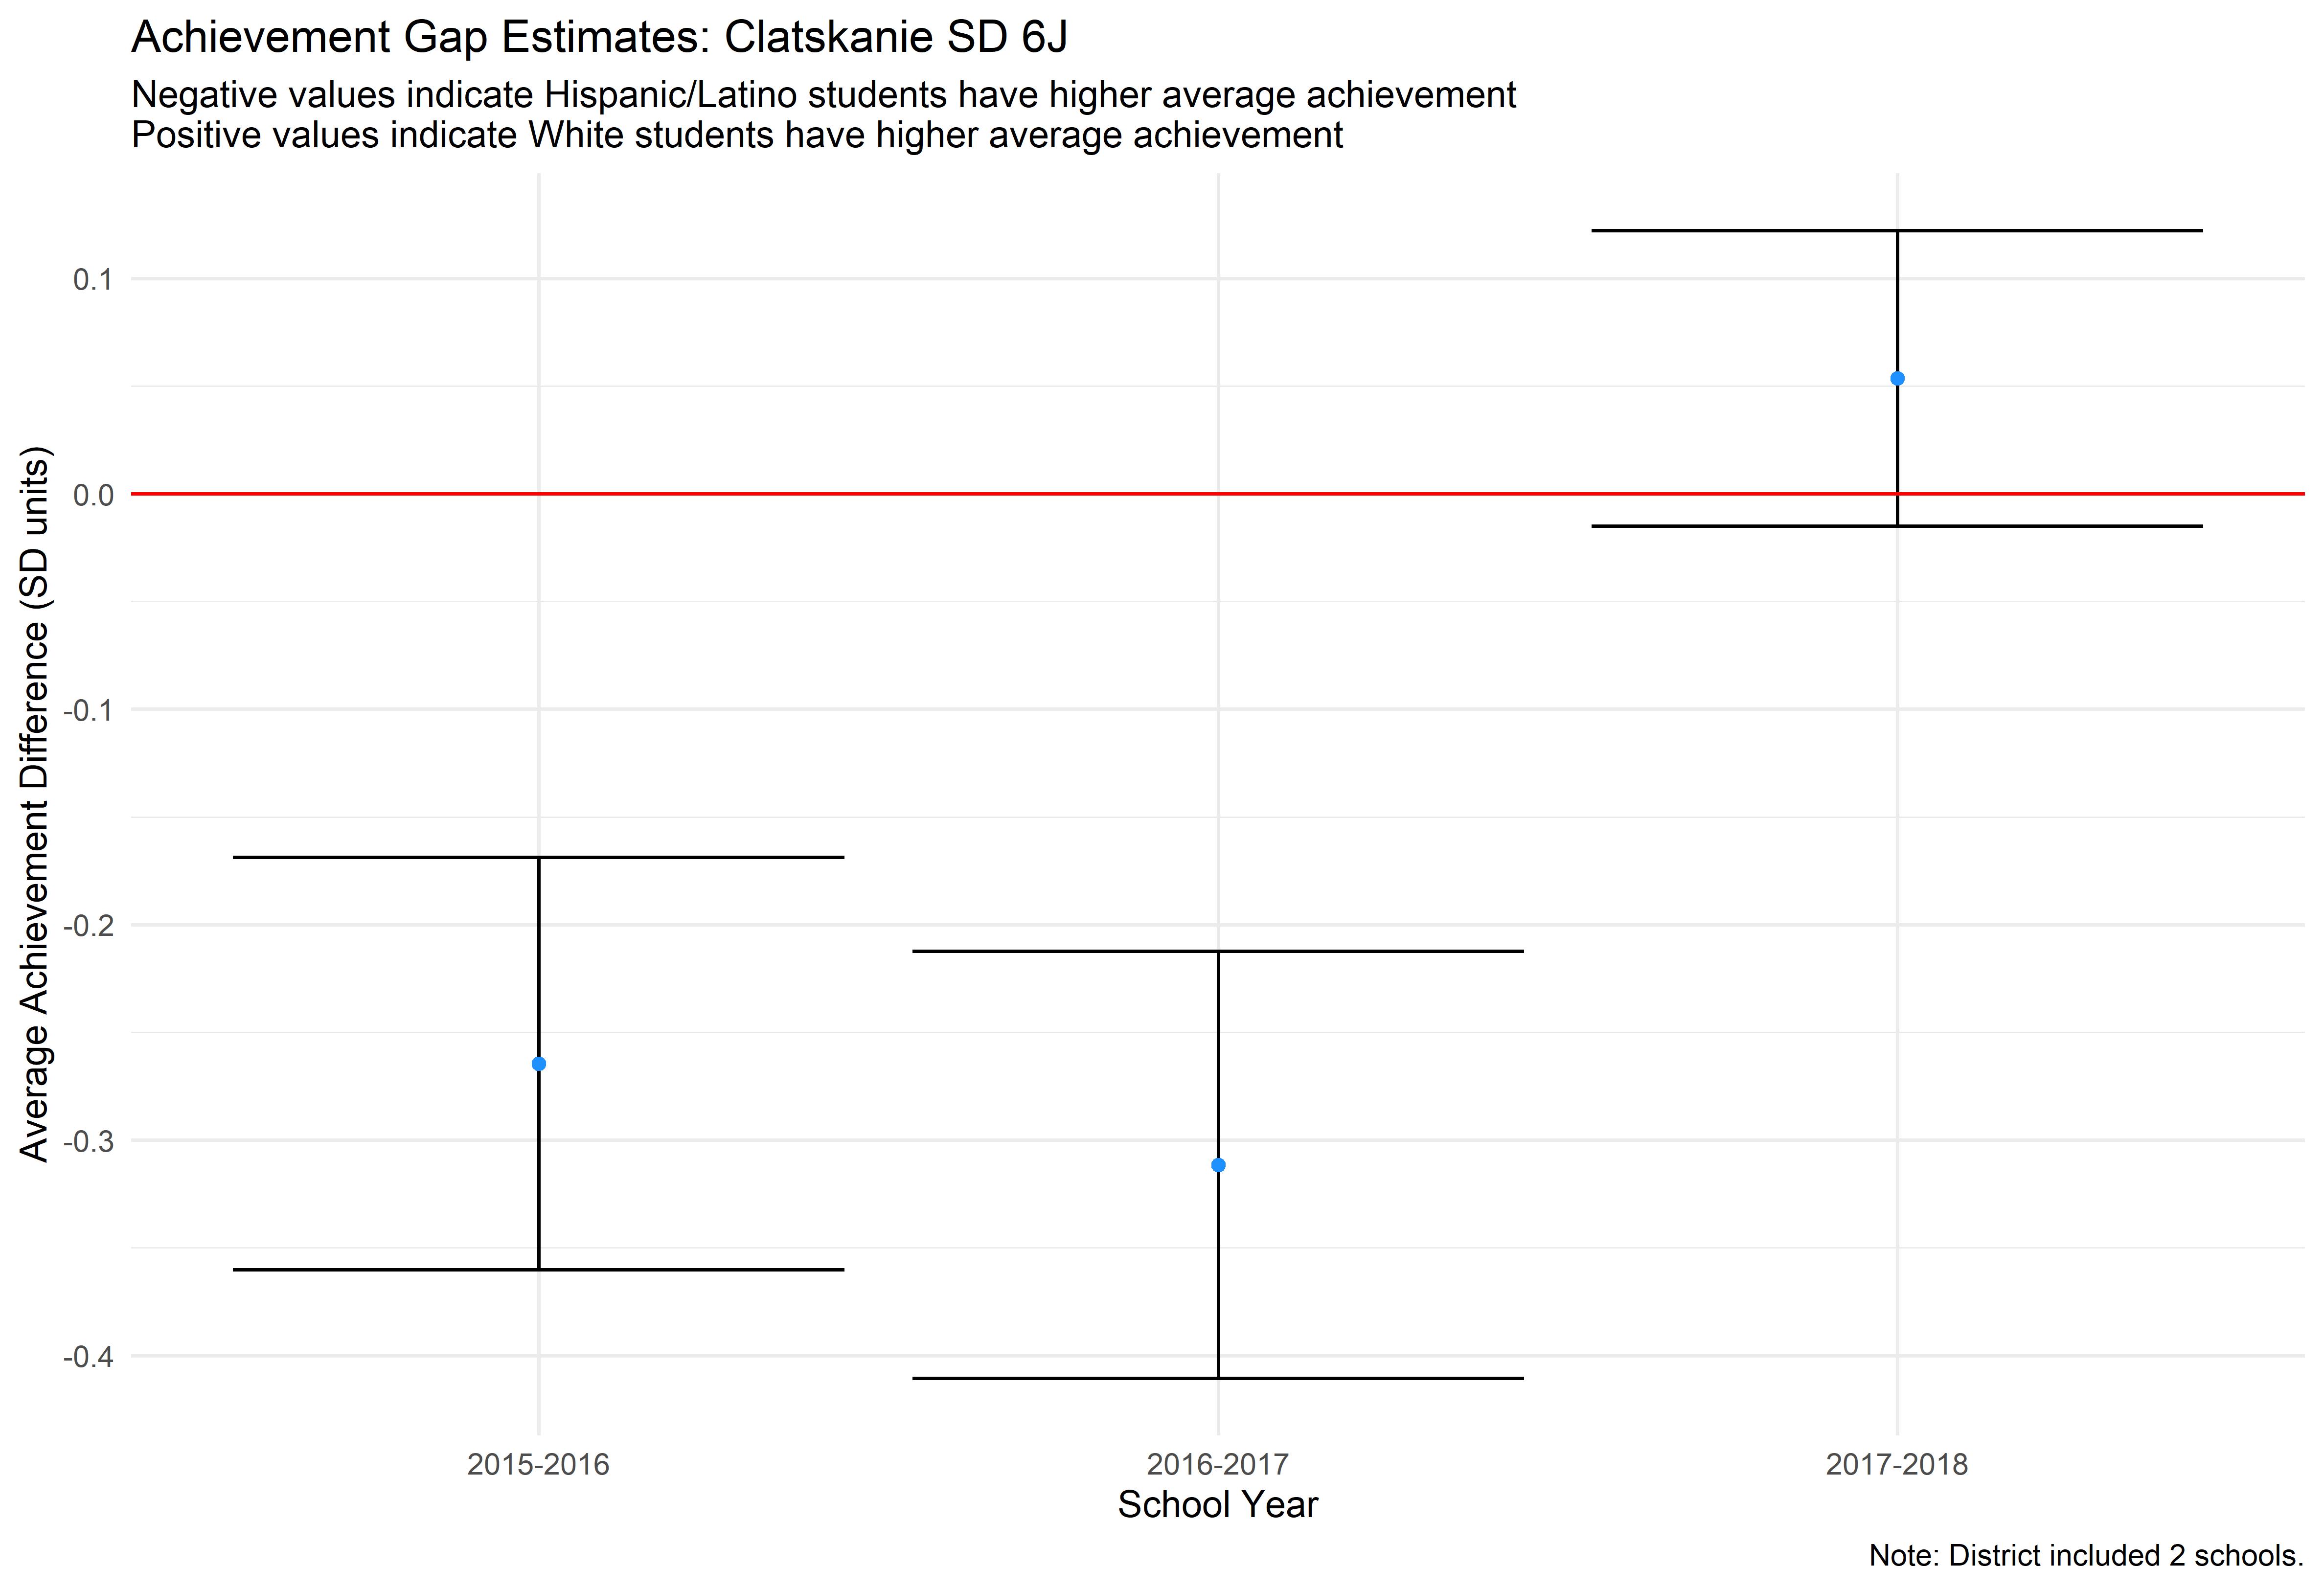 Achievement Gap Estimates: Clatskanie SD 6J
Negative values indicate Hispanic/Latino students have higher average achievement
Positive values indicate White students have higher average achievement
Average Achievement Difference (SD units)
0.1
0.0
-0.1
-0.2
-0.3
-0.4
2015-2016
2016-2017
2017-2018
School Year
Note: District included 2 schools.